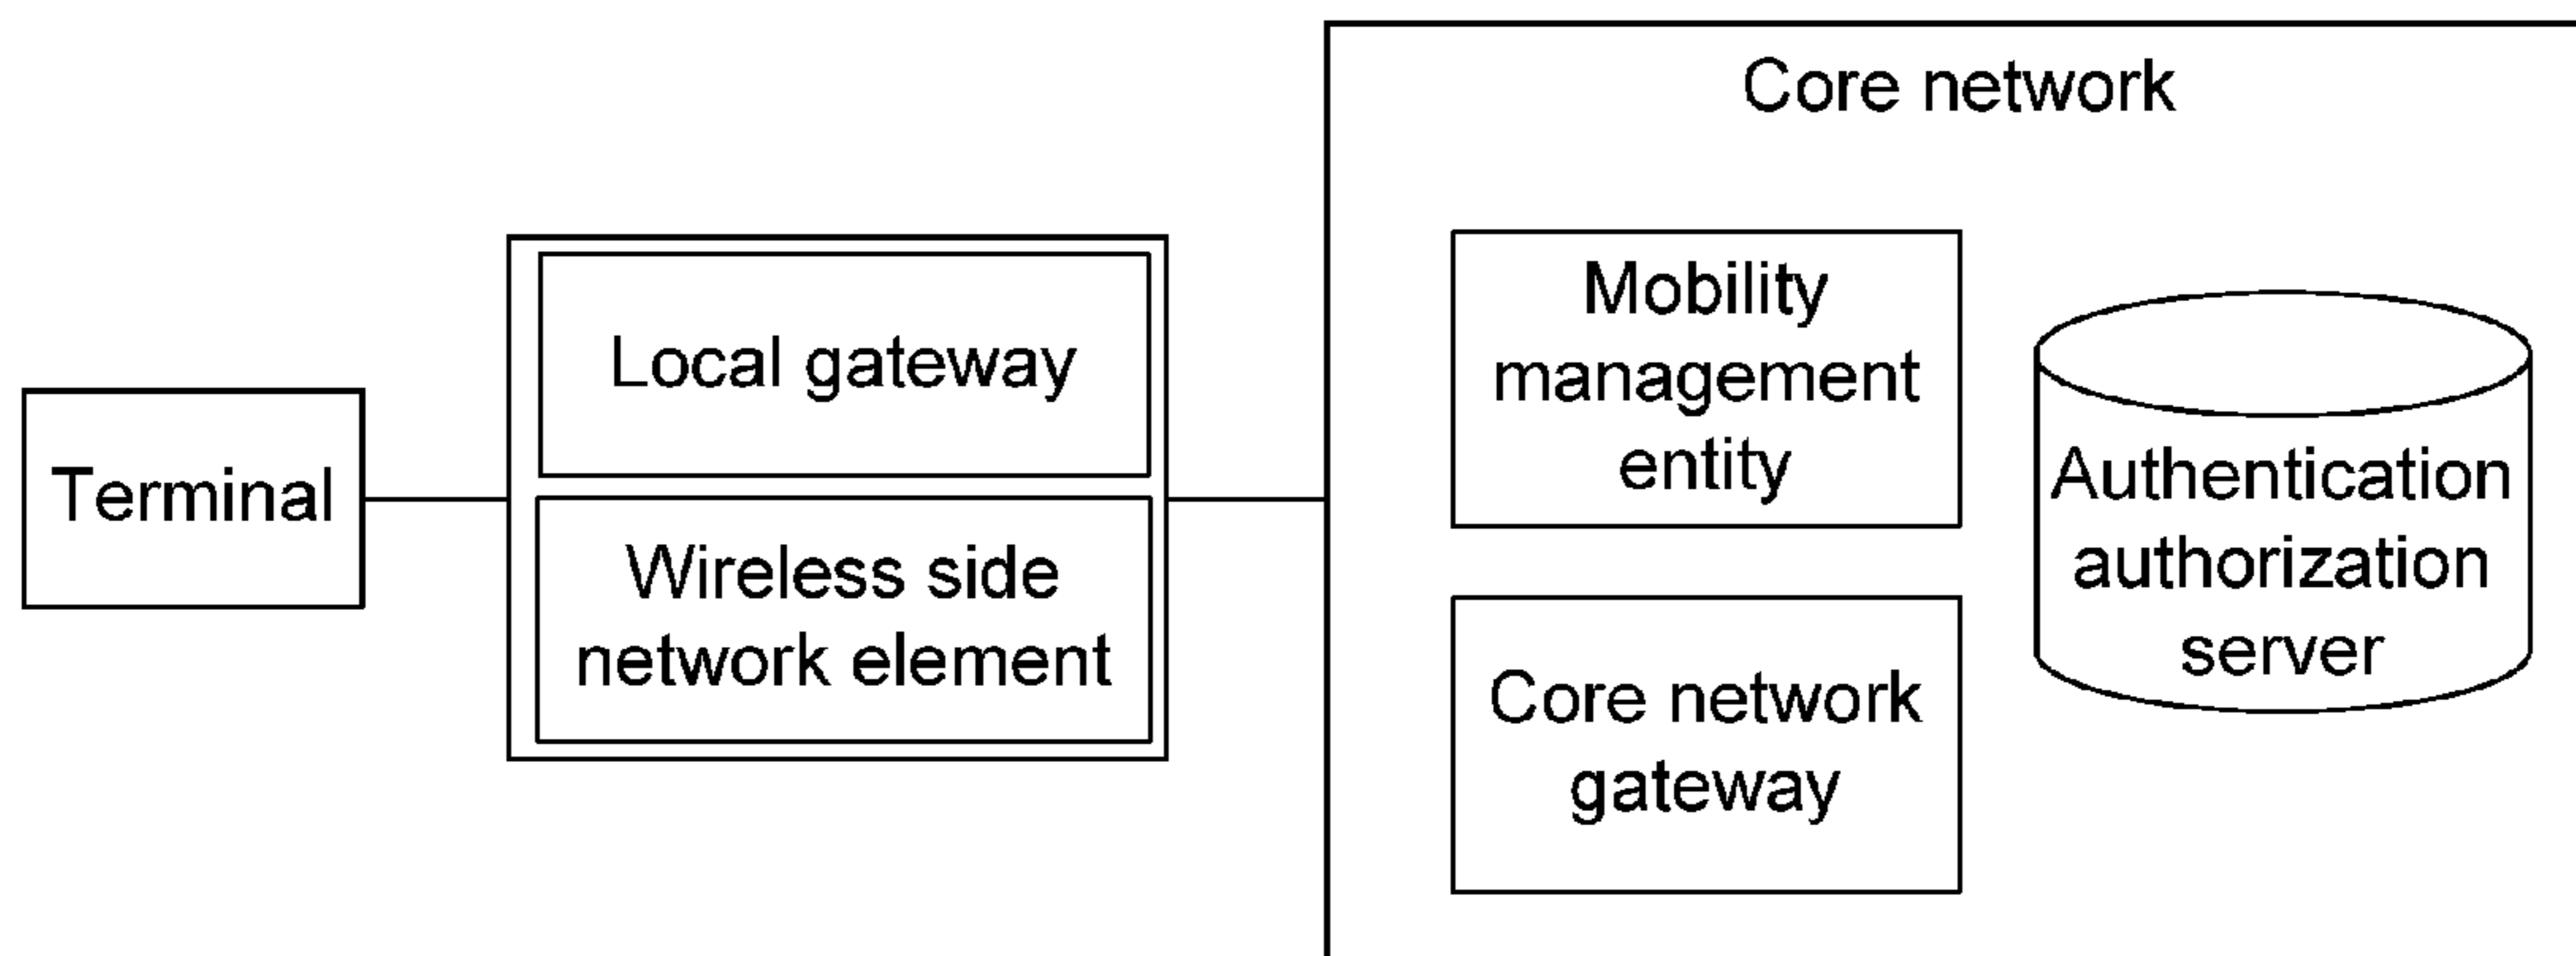 Core network
Terminal
Local gateway
Wireless side
network element
Mobility
management
entity
Core network
gateway
Authentication
authorization
server